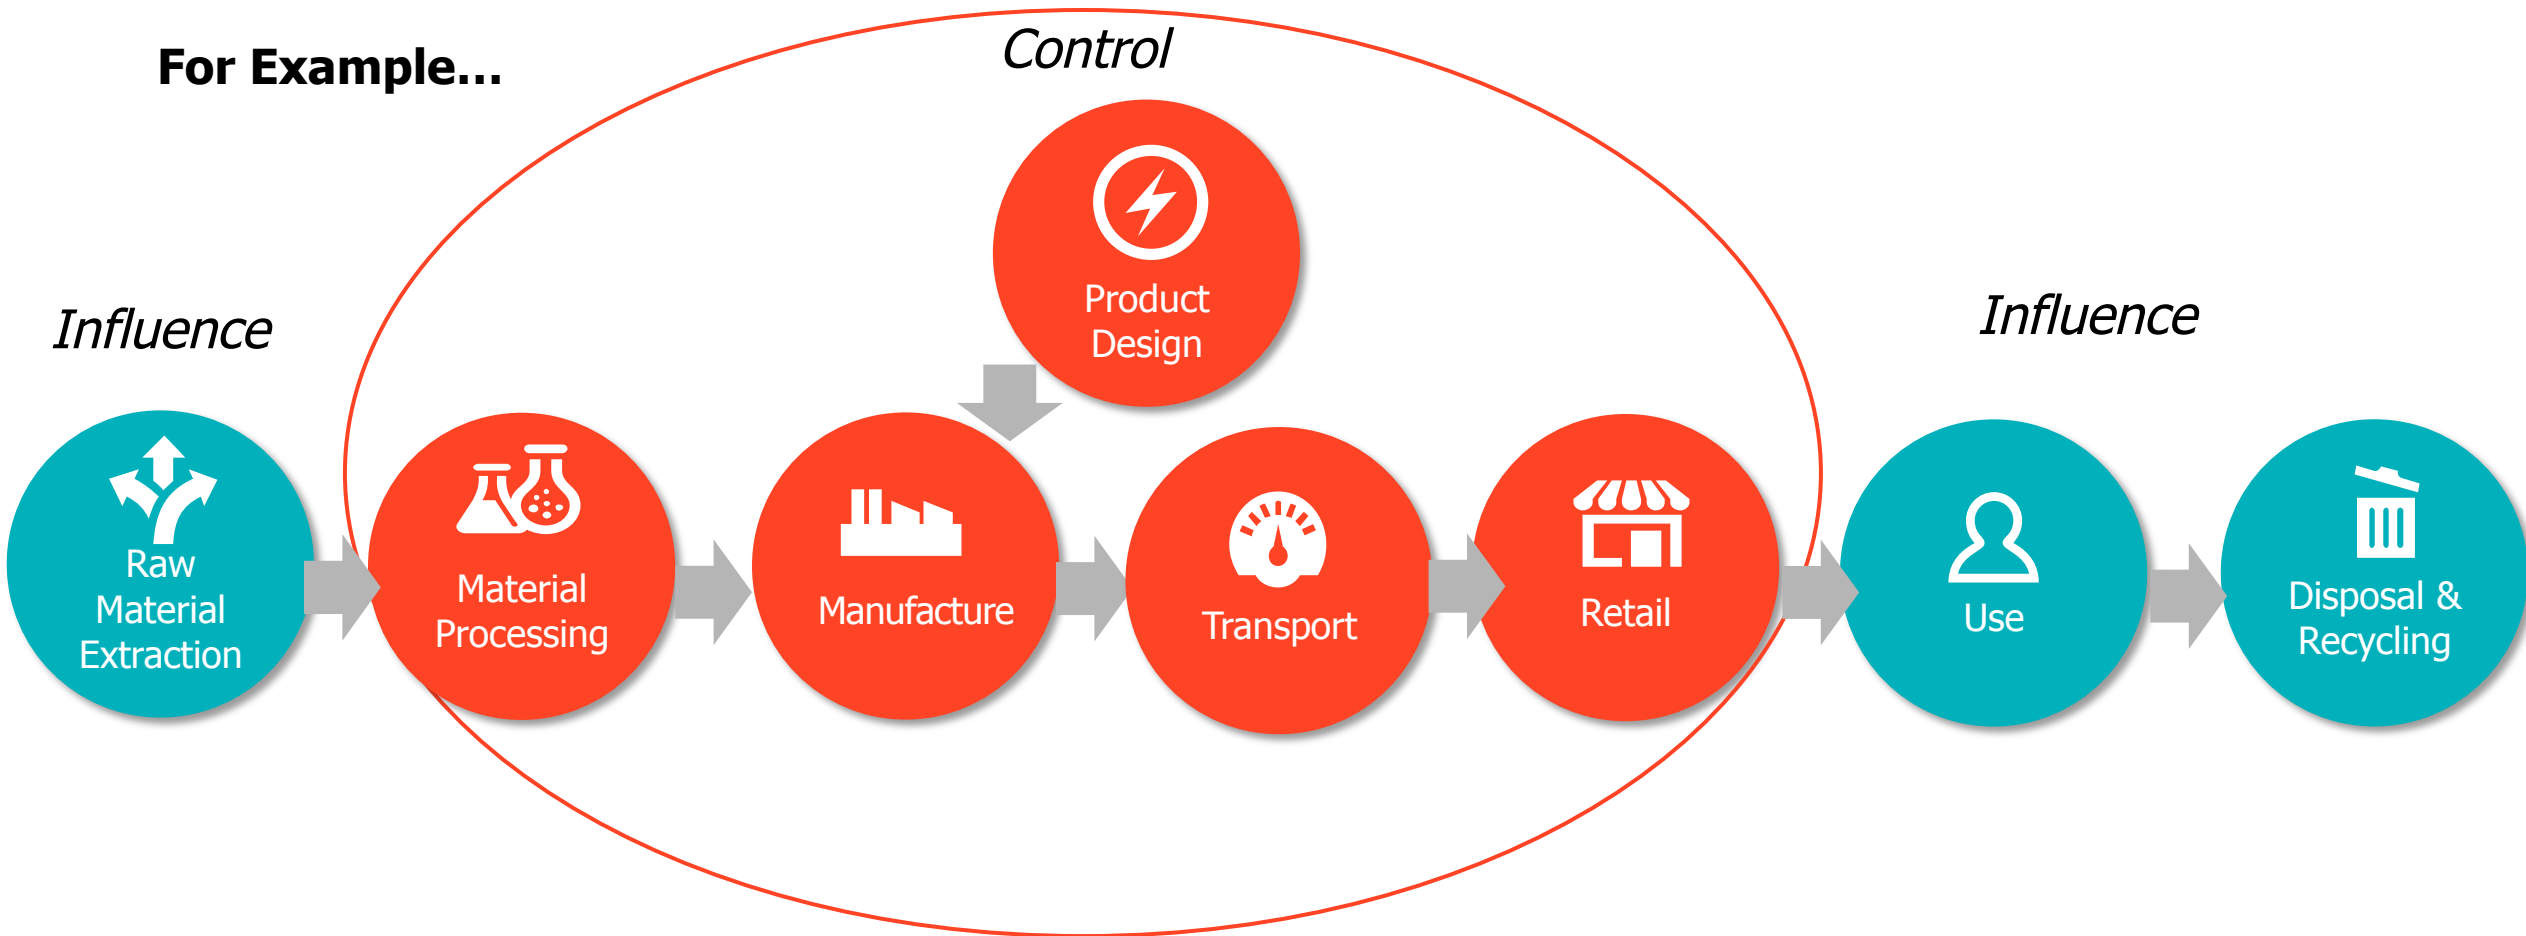 For Example...
Control
Product
Design
Influence
Influence
Raw
Material
Extraction
Material
Processing
Manufacture
Transport
Retail
Use
Disposal &
Recycling